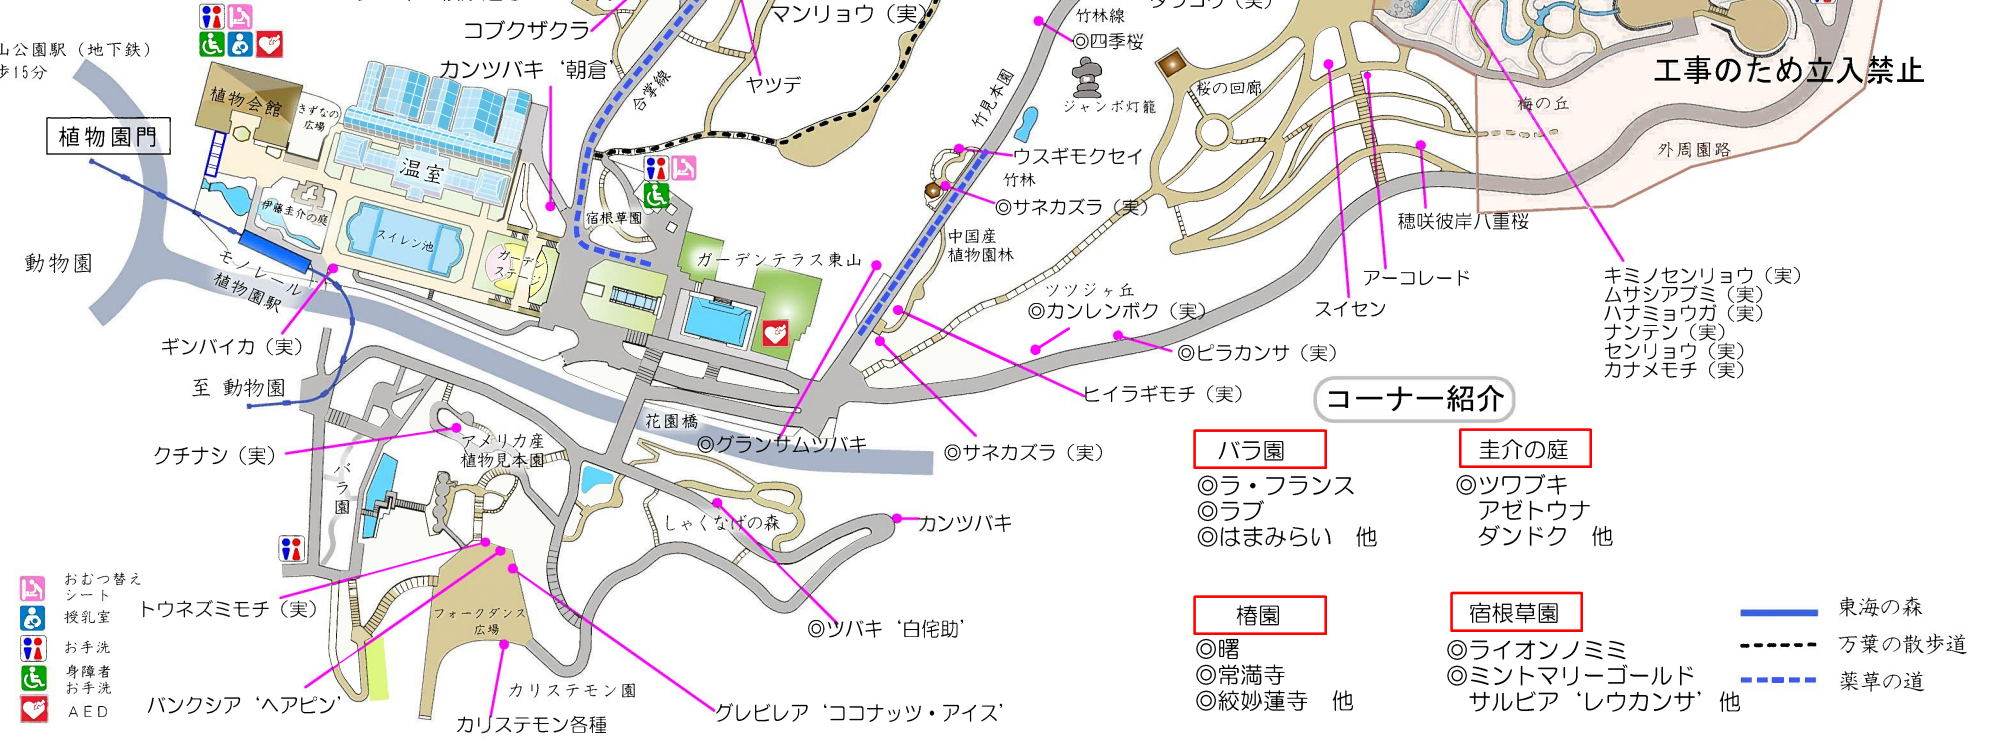 コブクザクラ
マンリョウ(実)
竹林線
◎四季桜
山公園駅(地下鉄)
歩15分
カンツバキ‘朝倉’
合掌線
ヤツデ
竹見本園
ジャンボ灯籠
桜の回廊
工事のため立入禁止
梅の丘
外周園路
植物会館
きずなの
広場
植物園門
温室
ウスギモクセイ
竹林
◎サネカズラ(実)
伊藤圭介の庭
スイレン池
宿根草園
穂咲彼岸八重桜
動物園
モノレール
植物園駅
ガーデン
ステージ
ガーデンテラス東山
中国産
植物園林
アーコレード
スイセン
キミノセンリョウ(実)
ムサシアブミ(実)
ハナミョウガ(実)
ナンテン(実)
センリョウ(実)
カナメモチ(実)
ツツジヶ丘
◎カンレンボク(実)
◎ピラカンサ(実)
ヒイラギモチ(実)
ギンバイカ(実)
至 動物園
花園橋
◎グランサムツバキ
◎サネカズラ(実)
クチナシ(実)
アメリカ産
植物見本園
バラ園
しゃくなげの森
カンツバキ
コーナー紹介
バラ園
◎ラ・フランス
◎ラブ
◎はまみらい 他
圭介の庭
◎ツワブキ
アゼトウナ
ダンドク 他
椿園
◎曙
◎常満寺
◎絞妙蓮寺 他
宿根草園
◎ライオンノミミ
◎ミントマリーゴールド
サルビア‘レウカンサ’他
東海の森
万葉の散歩道
薬草の道
おむつ替え
シート
授乳室
お手洗
身障者
お手洗
AED
トウネズミモチ(実)
フォークダンス
広場
◎ツバキ‘白侘助’
バンクシア‘ヘアピン’
カリステモン園
カリステモン各種
グレビレア‘ココナッツ・アイス’